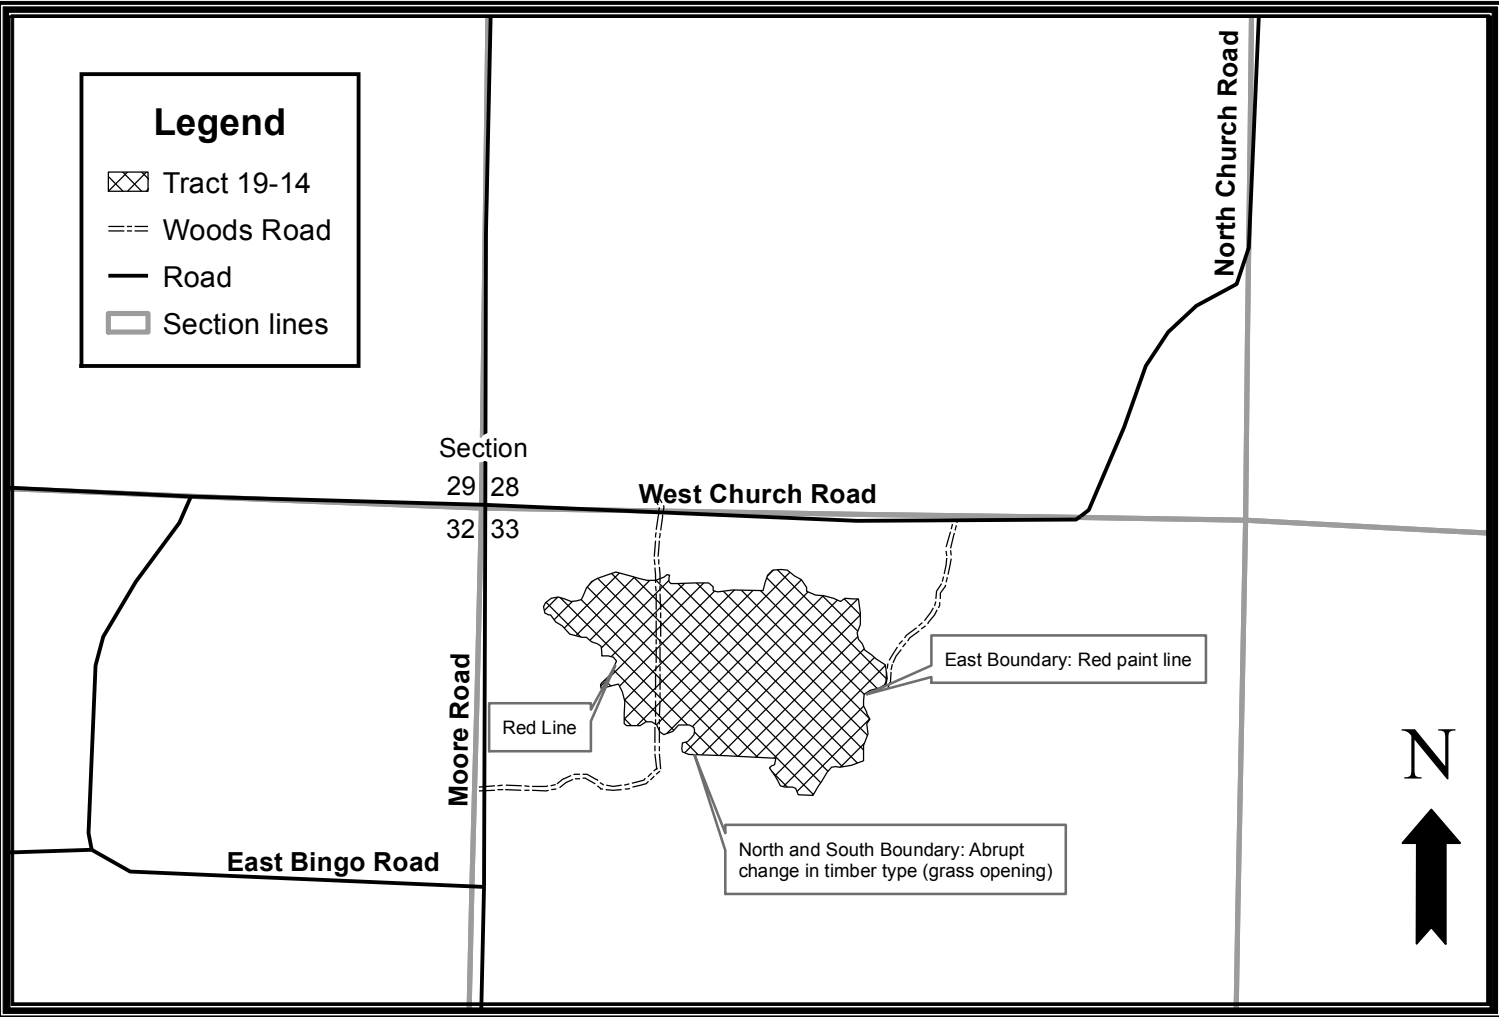 Legend
Tract 19-14
Woods Road
Road
Section lines
North Church Road
Section
29 28
West Church Road
32 33
East Boundary: Red paint line
Moore Road
Red Line
N
North and South Boundary: Abrupt
change in timber type (grass opening)
East Bingo Road